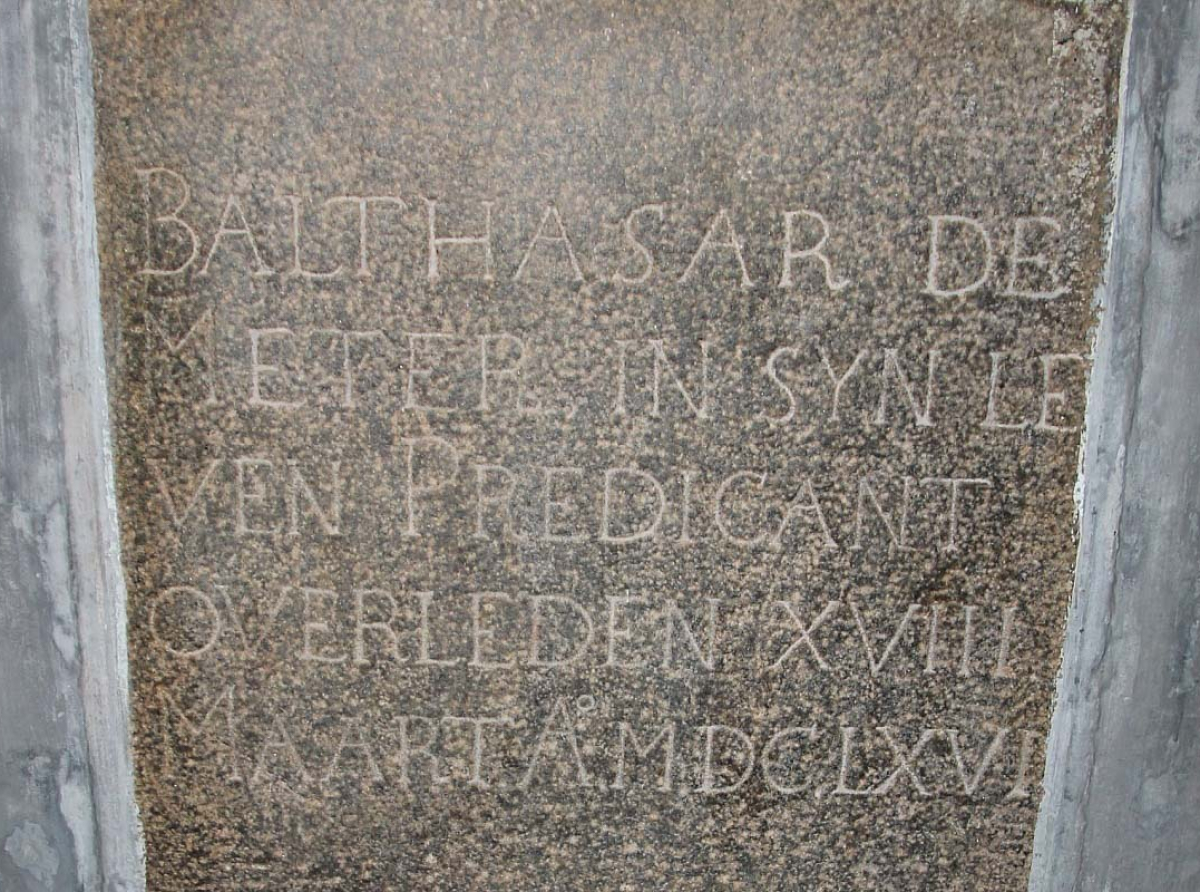 BALTHASAR DE
METER, IN SYN LE
VEN PREDICANT
OVERLEDEN XVIII
MAART Aº MDCLXVI